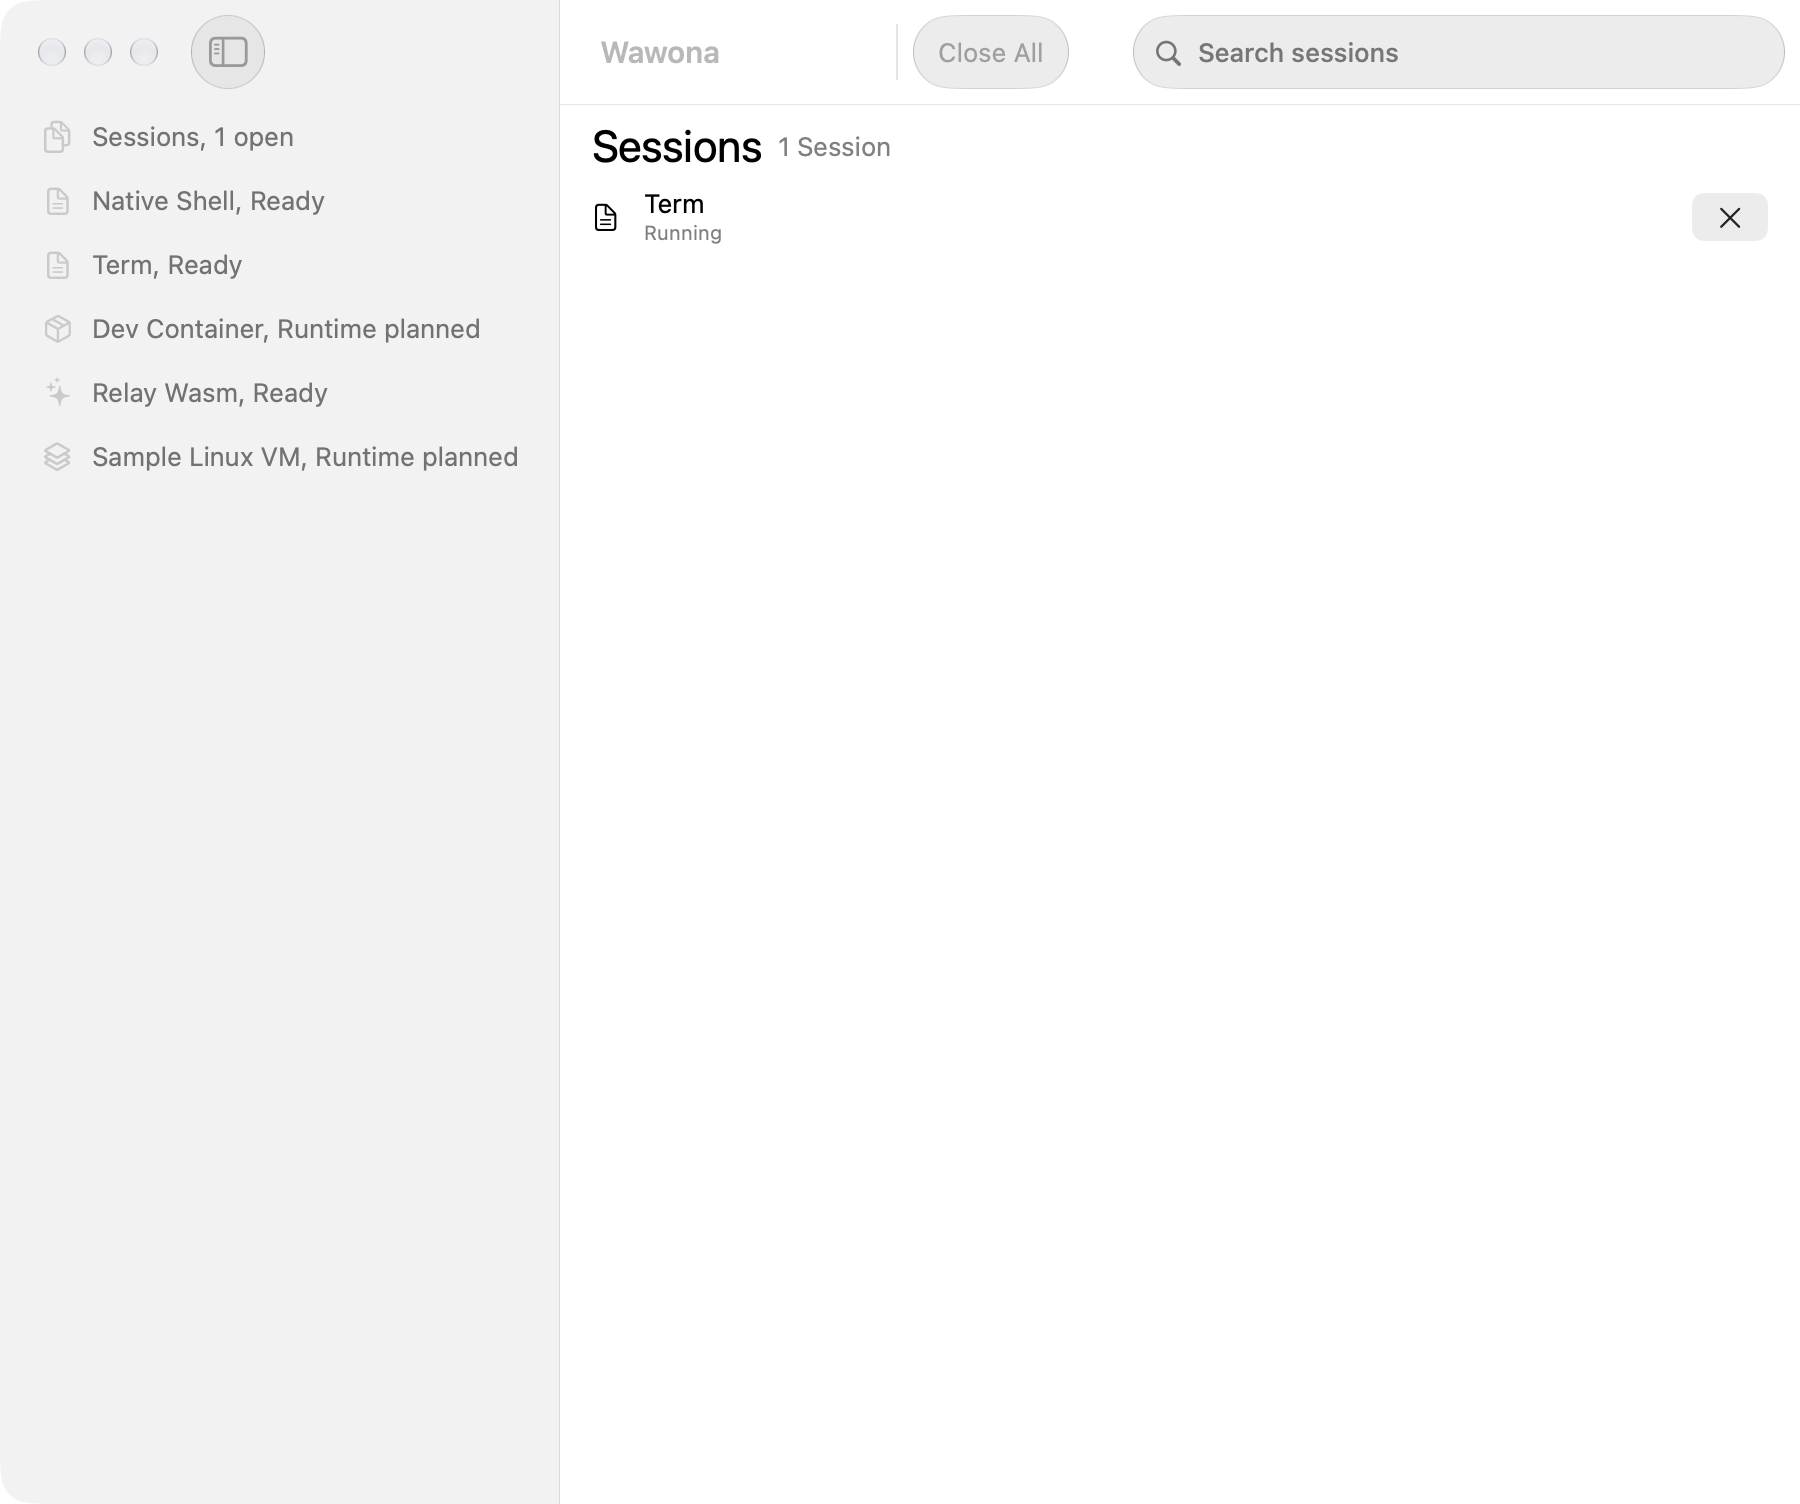 Wawona
Close All
Search sessions
Sessions, 1 open
Native Shell, Ready
Term, Ready
Dev Container, Runtime planned
Relay Wasm, Ready
Sample Linux VM, Runtime planned
Sessions 1 Session
Term
Running